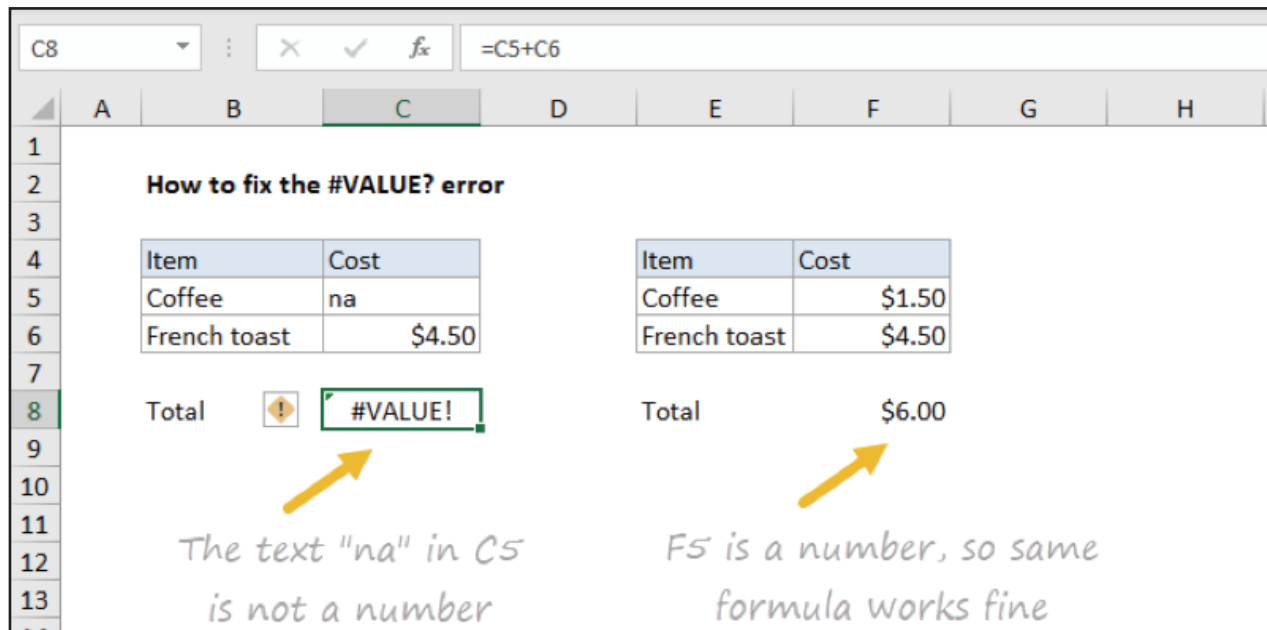 C8 fx =C5+C6
A B C D E F G H
1
2 How to fix the #VALUE? error
3
4 Item Cost Item Cost
5 Coffee na Coffee $1.50
6 French toast $4.50 French toast $4.50
7
8 Total ! #VALUE! Total $6.00
9
10
11 The text "na" in C5 F5 is a number, so same
12
13 is not a number formula works fine